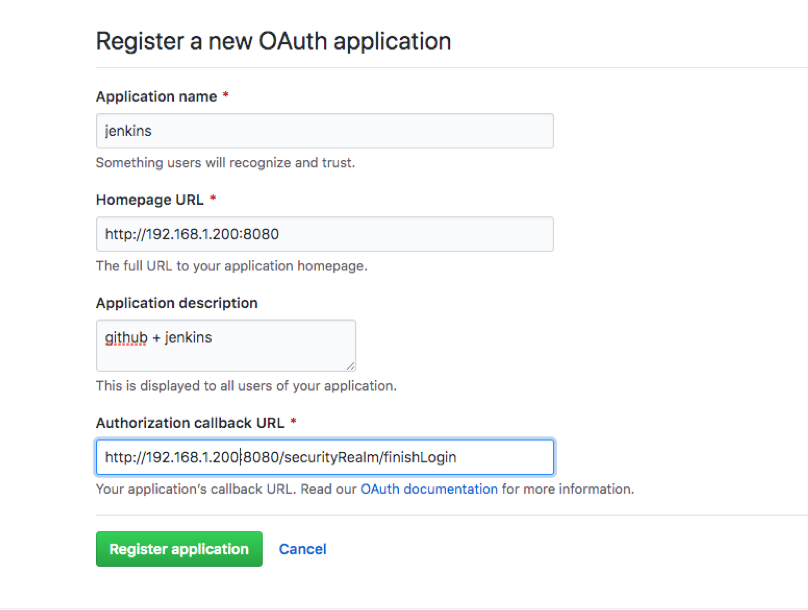 Register a new OAuth application
Application name *
jenkins
Something users will recognize and trust.
Homepage URL *
http://192.168.1.200:8080
The full URL to your application homepage.
Application description
github + jenkins
This is displayed to all users of your application.
Authorization callback URL *
http://192.168.1.200:8080/securityRealm/finishLogin
Your application's callback URL. Read our OAuth documentation for more information.
Register application Cancel